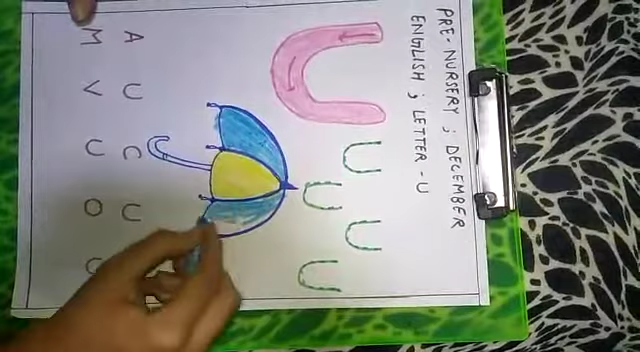 PRE-NURSERY ; DECEMBER
ENGLISH ; LETTER - U
U U U
U U
A U C U
M V U O